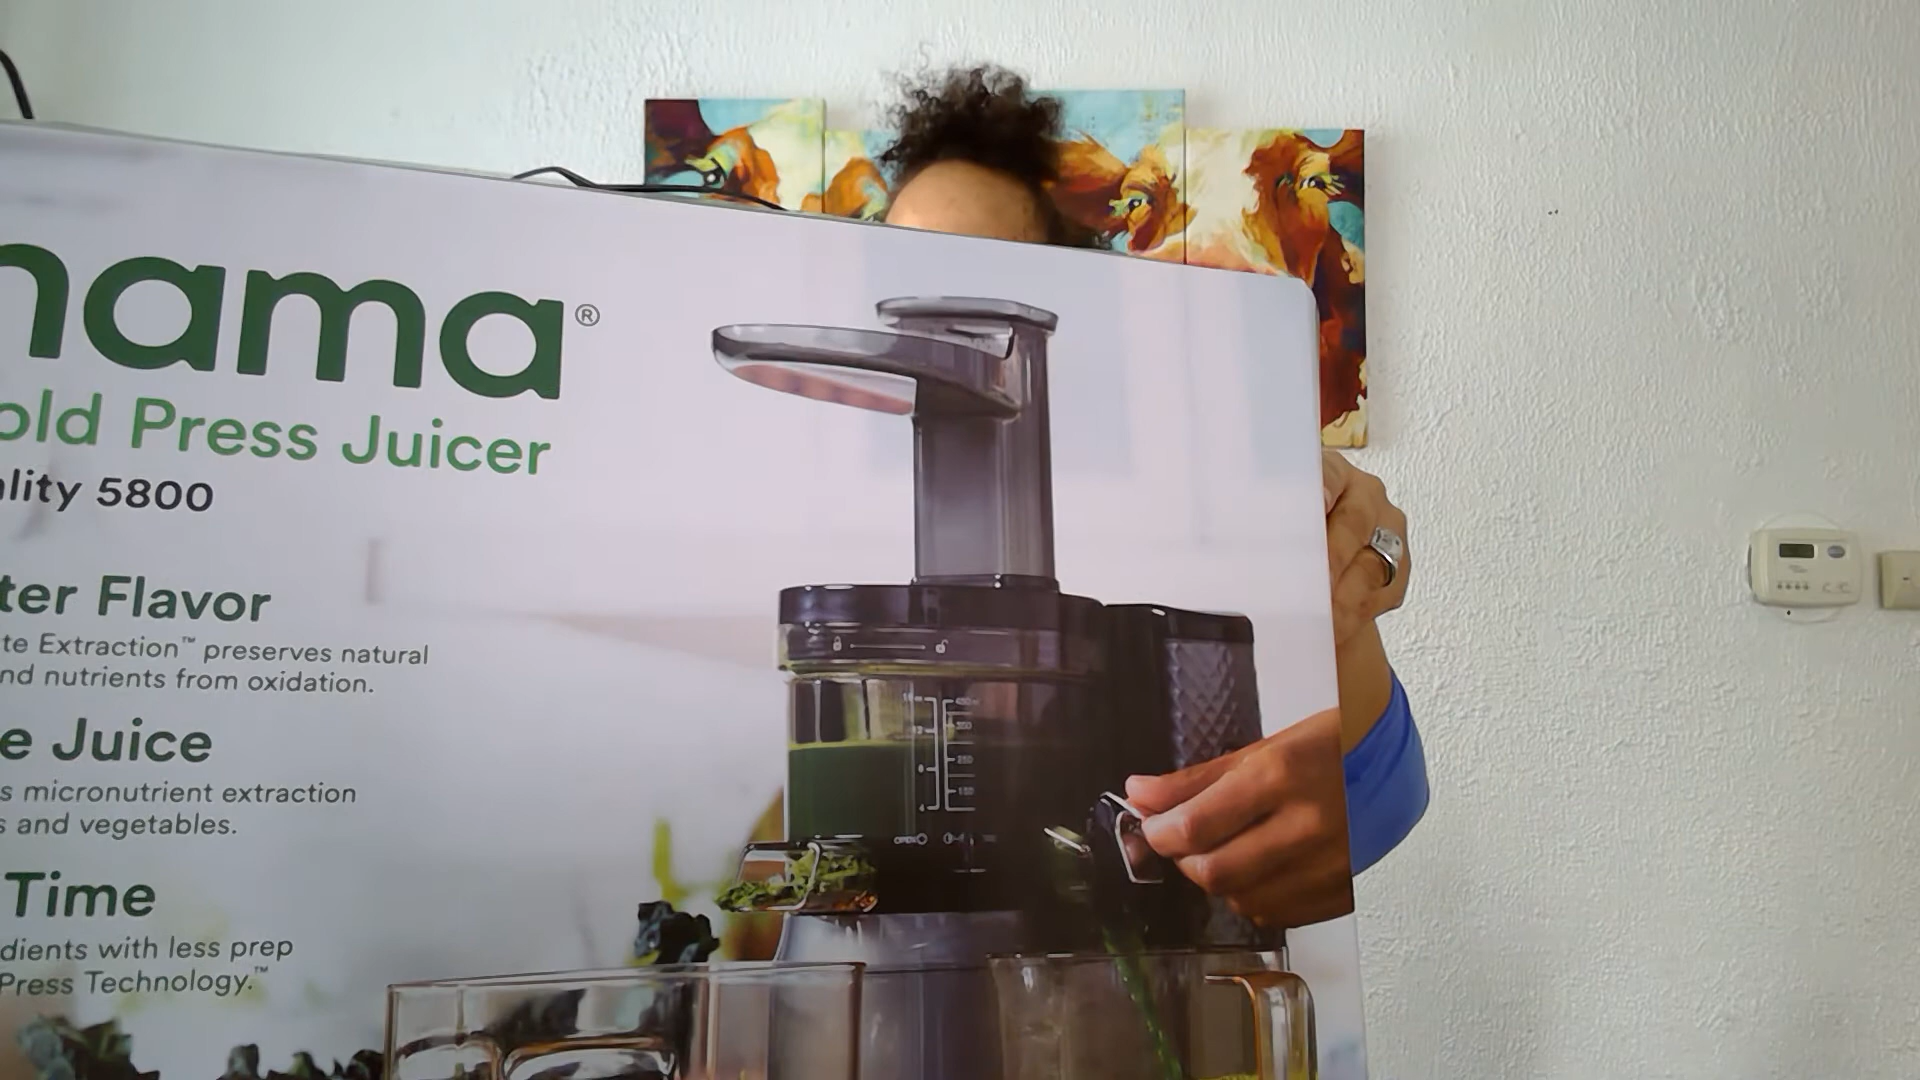 nama®
old Press Juicer
ality 5800
ter Flavor
te Extraction™ preserves natural
nd nutrients from oxidation.
e Juice
s micronutrient extraction
s and vegetables.
Time
dients with less prep
Press Technology.™